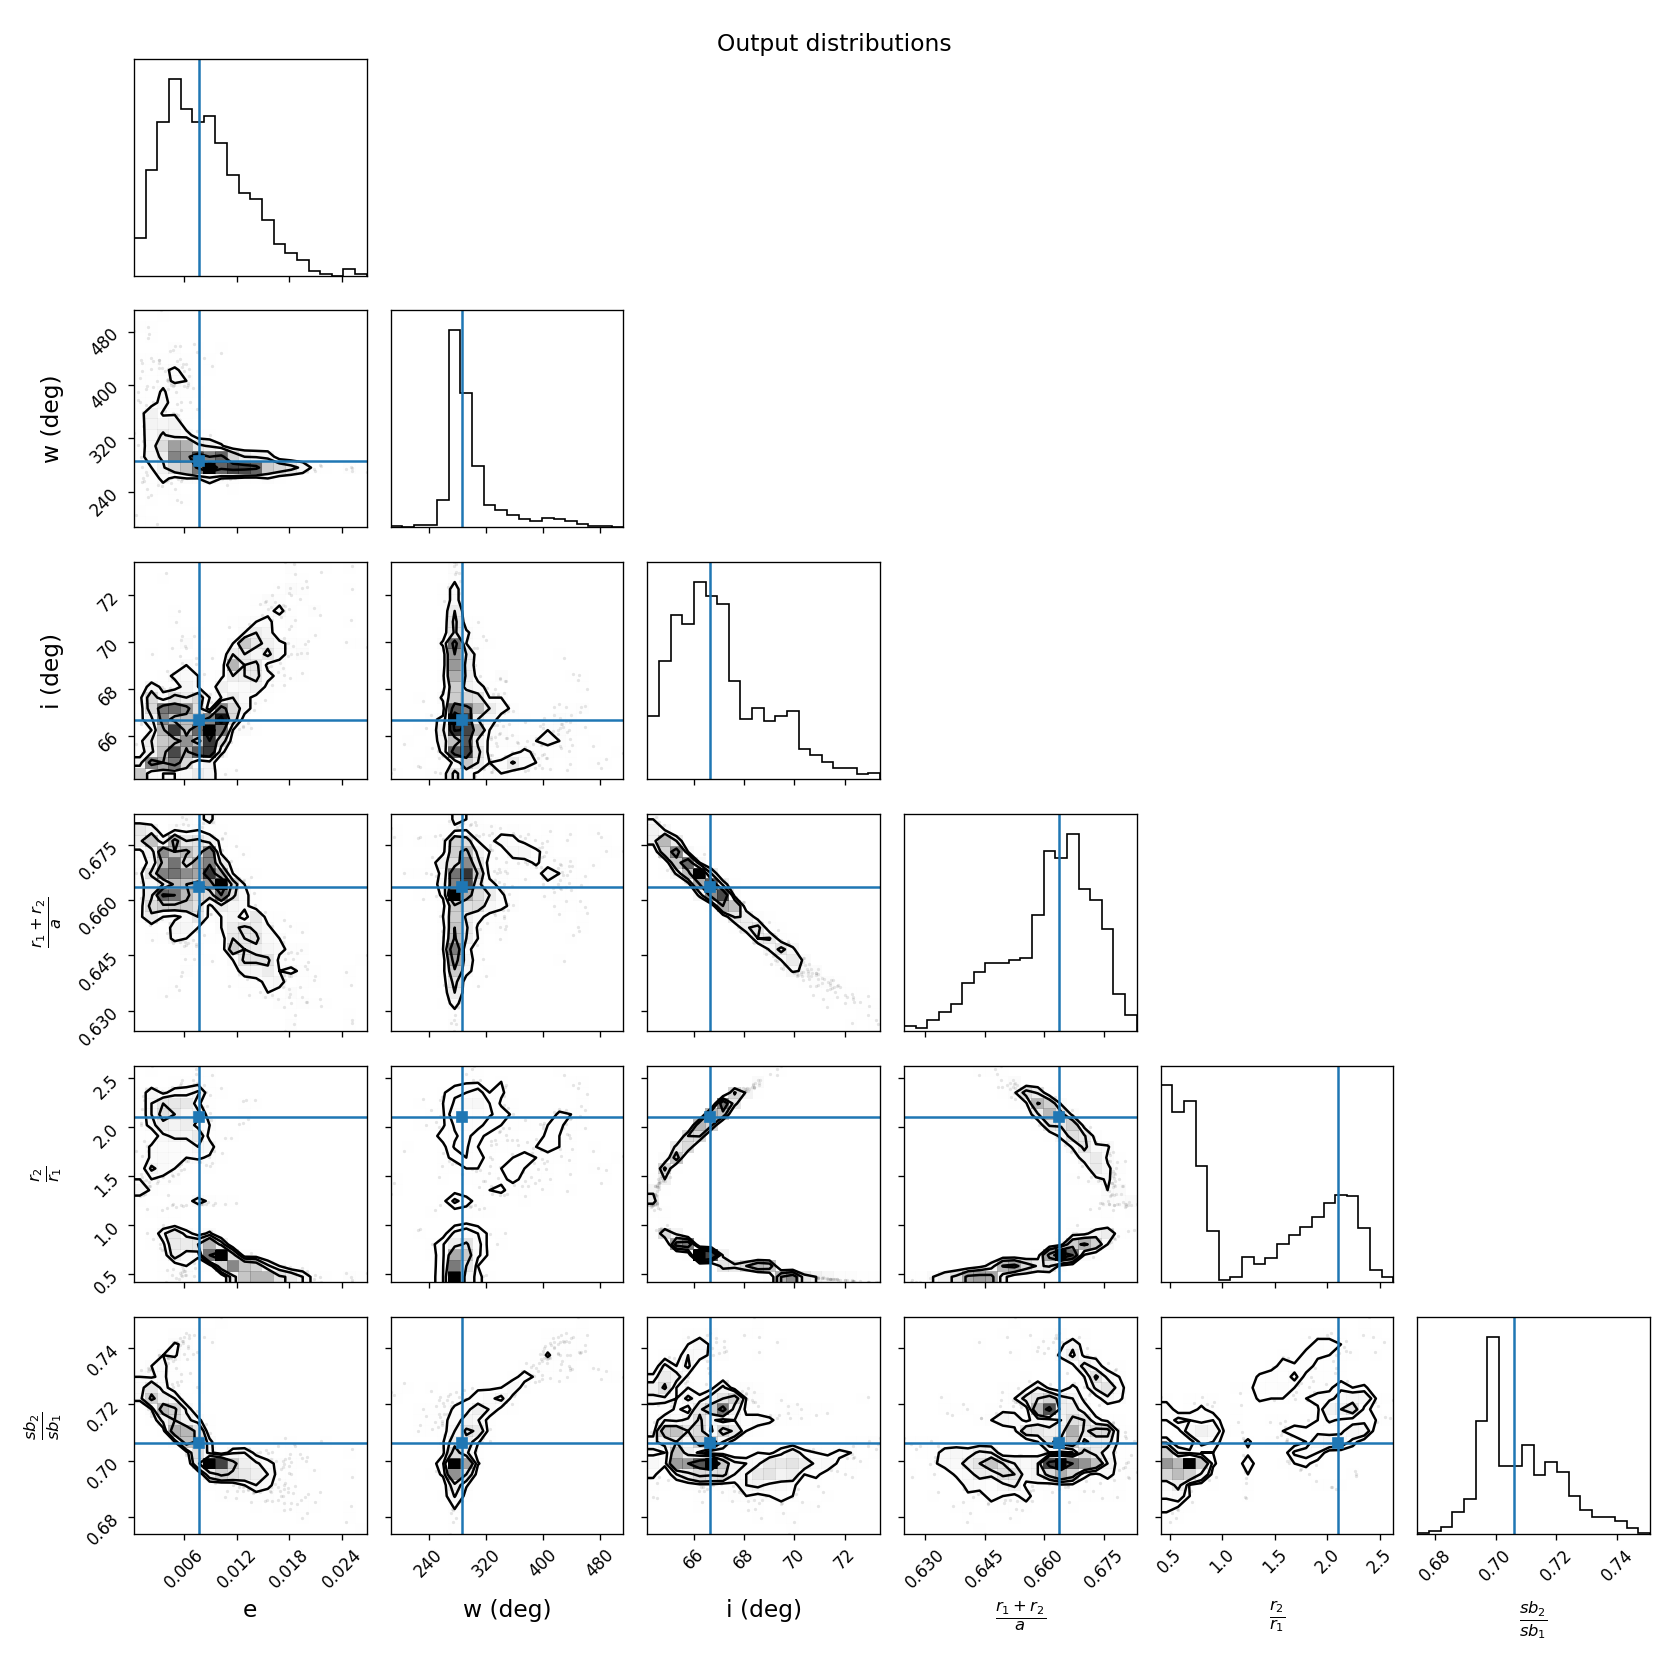 Output distributions
480
400
320
240
w (deg)
72
70
68
66
i (deg)
0.675
0.660
0.645
0.630
r₁ + r₂
a
2.5
2.0
1.5
1.0
0.5
r₂
r₁
0.74
0.72
0.70
0.68
sb₂
sb₁
0.006 0.012 0.018 0.024 240 320 400 480 66 68 70 72 0.630 0.645 0.660 0.675 0.5 1.0 1.5 2.0 2.5 0.68 0.70 0.72 0.74
e w (deg) i (deg) r₁ + r₂ r₂ sb₂
a r₁ sb₁